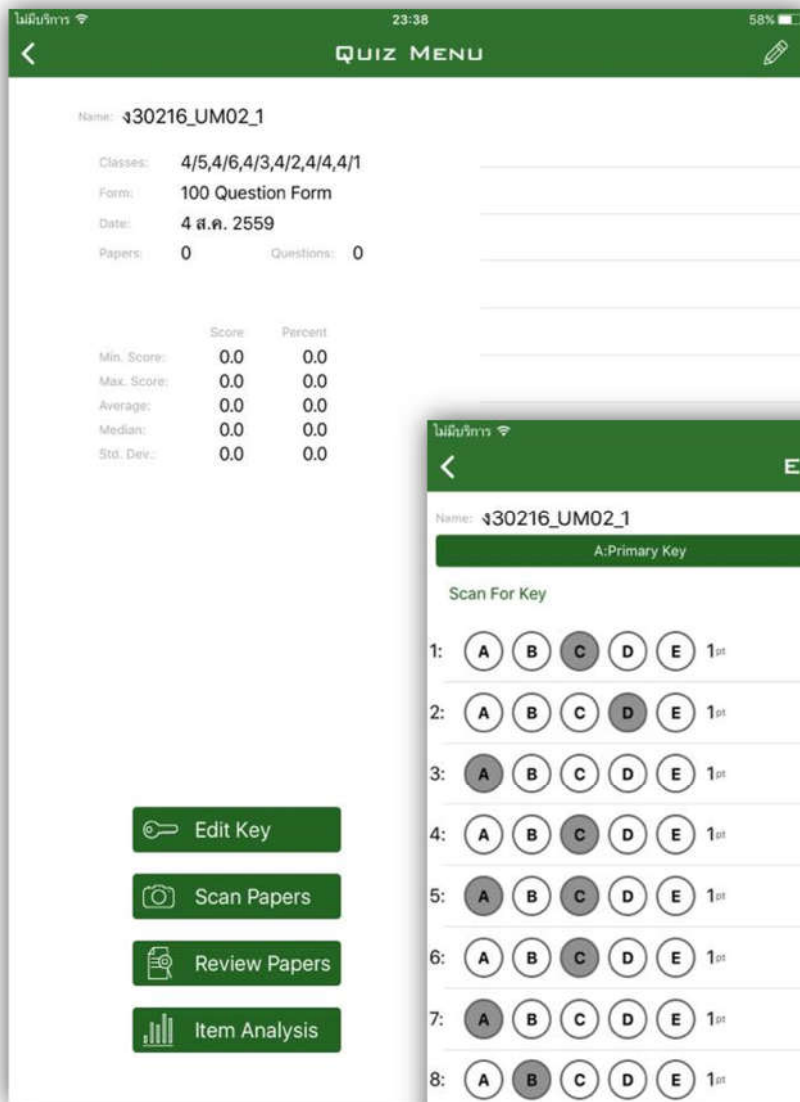 ไม่มีบริการ 23:38 58%
QUIZ MENU
Name: ง30216_UM02_1
Classes: 4/5,4/6,4/3,4/2,4/4,4/1
Form: 100 Question Form
Date: 4 ส.ค. 2559
Papers: 0 Questions: 0
Score Percent
Min. Score: 0.0 0.0
Max. Score: 0.0 0.0
Average: 0.0 0.0
Median: 0.0 0.0
Std. Dev.: 0.0 0.0
Edit Key
Scan Papers
Review Papers
Item Analysis
ไม่มีบริการ
E
Name: ง30216_UM02_1
A:Primary Key
Scan For Key
1: A B C D E 1pt
2: A B C D E 1pt
3: A B C D E 1pt
4: A B C D E 1pt
5: A B C D E 1pt
6: A B C D E 1pt
7: A B C D E 1pt
8: A B C D E 1pt